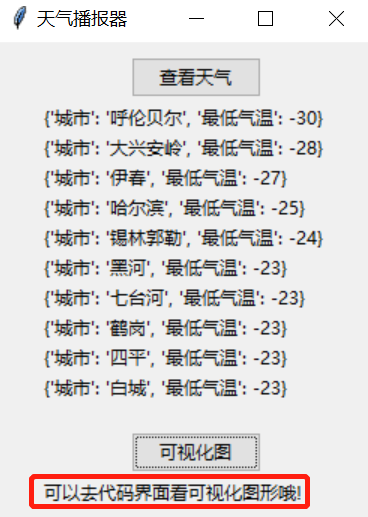 天气播报器
查看天气
{'城市': '呼伦贝尔', '最低气温': -30}
{'城市': '大兴安岭', '最低气温': -28}
{'城市': '伊春', '最低气温': -27}
{'城市': '哈尔滨', '最低气温': -25}
{'城市': '锡林郭勒', '最低气温': -24}
{'城市': '黑河', '最低气温': -23}
{'城市': '七台河', '最低气温': -23}
{'城市': '鹤岗', '最低气温': -23}
{'城市': '四平', '最低气温': -23}
{'城市': '白城', '最低气温': -23}
可视化图
可以去代码界面看可视化图形哦!